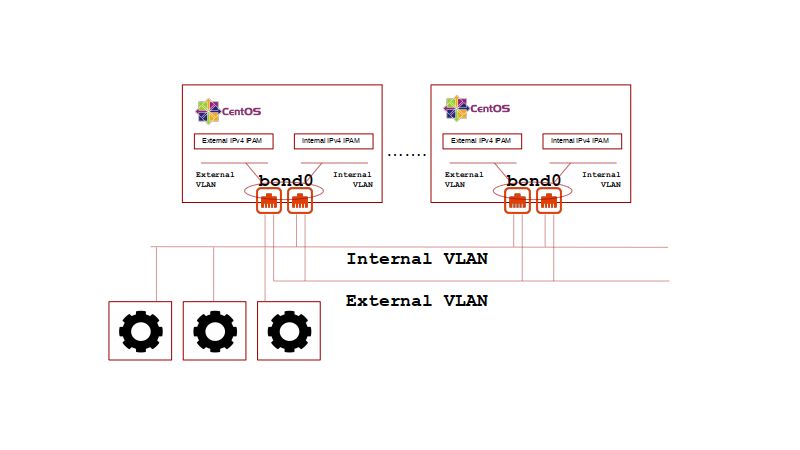 CentOS
External IPv4 IPAM
Internal IPv4 IPAM
External
VLAN
bond0
Internal
VLAN
.......
CentOS
External IPv4 IPAM
Internal IPv4 IPAM
External
VLAN
bond0
Internal
VLAN
Internal VLAN
External VLAN